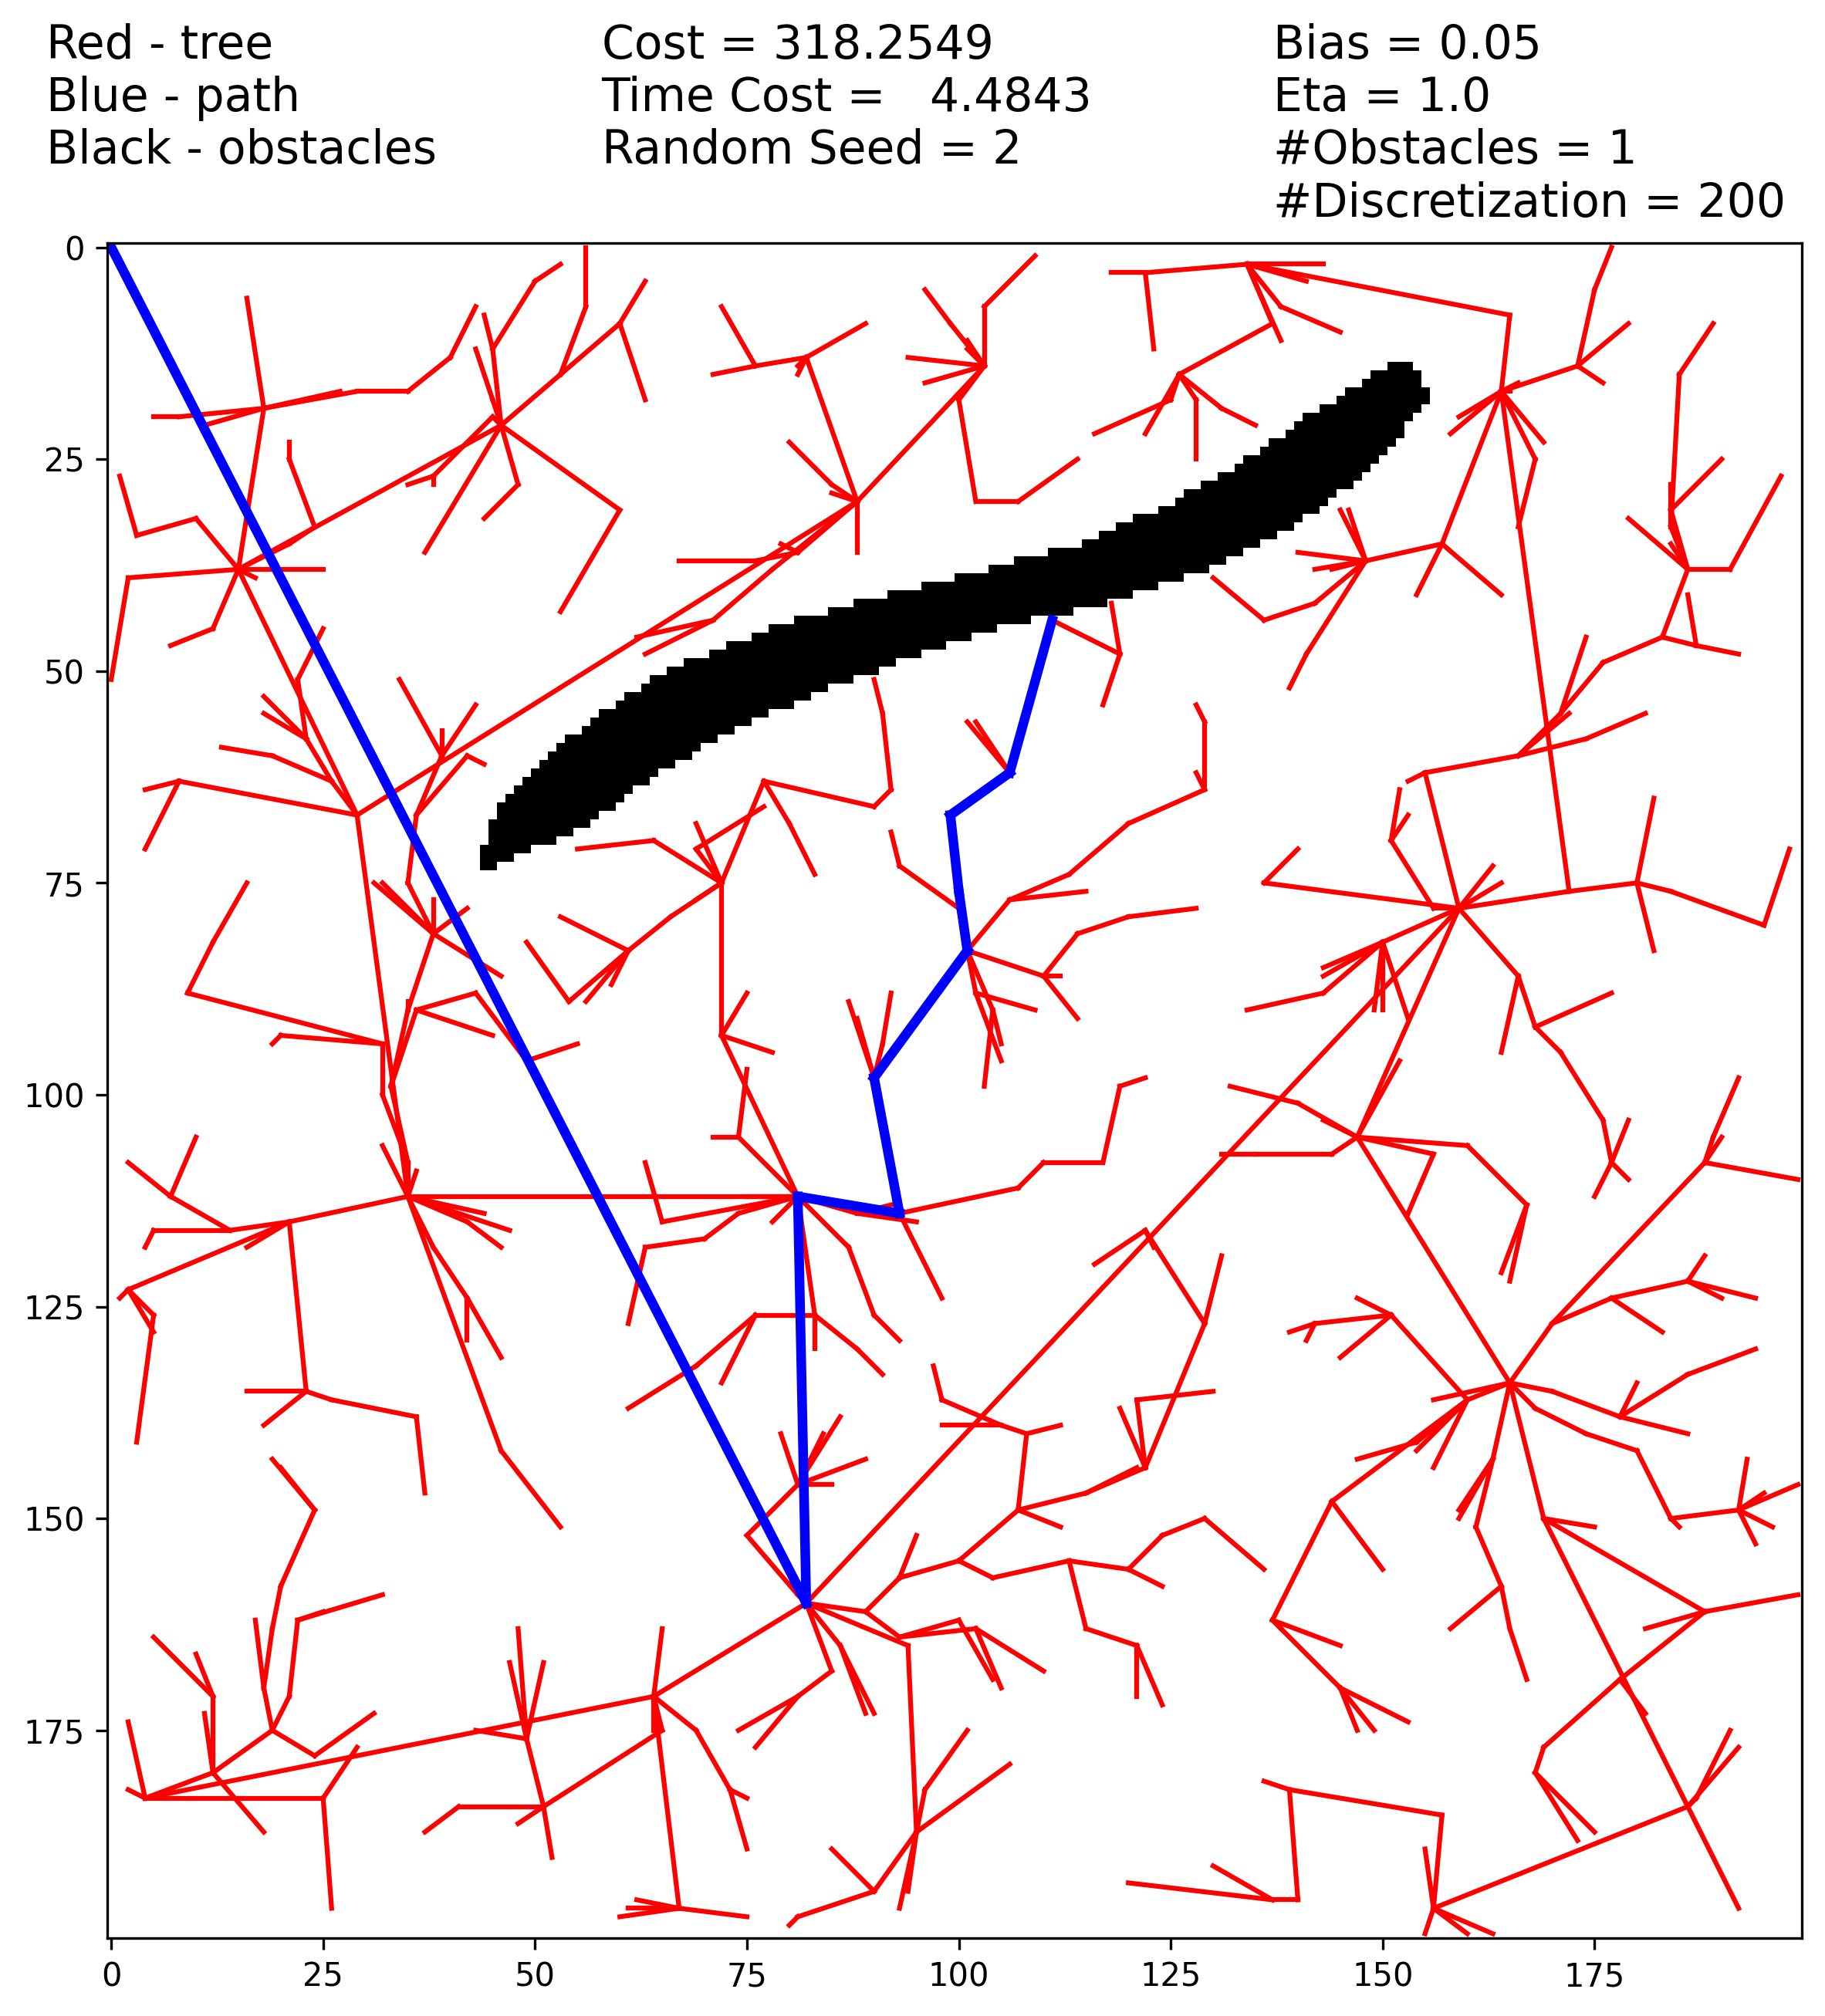 Red - tree
Blue - path
Black - obstacles
Cost = 318.2549
Time Cost =   4.4843
Random Seed = 2
Bias = 0.05
Eta = 1.0
#Obstacles = 1
#Discretization = 200
0
25
50
75
100
125
150
175
0
25
50
75
100
125
150
175